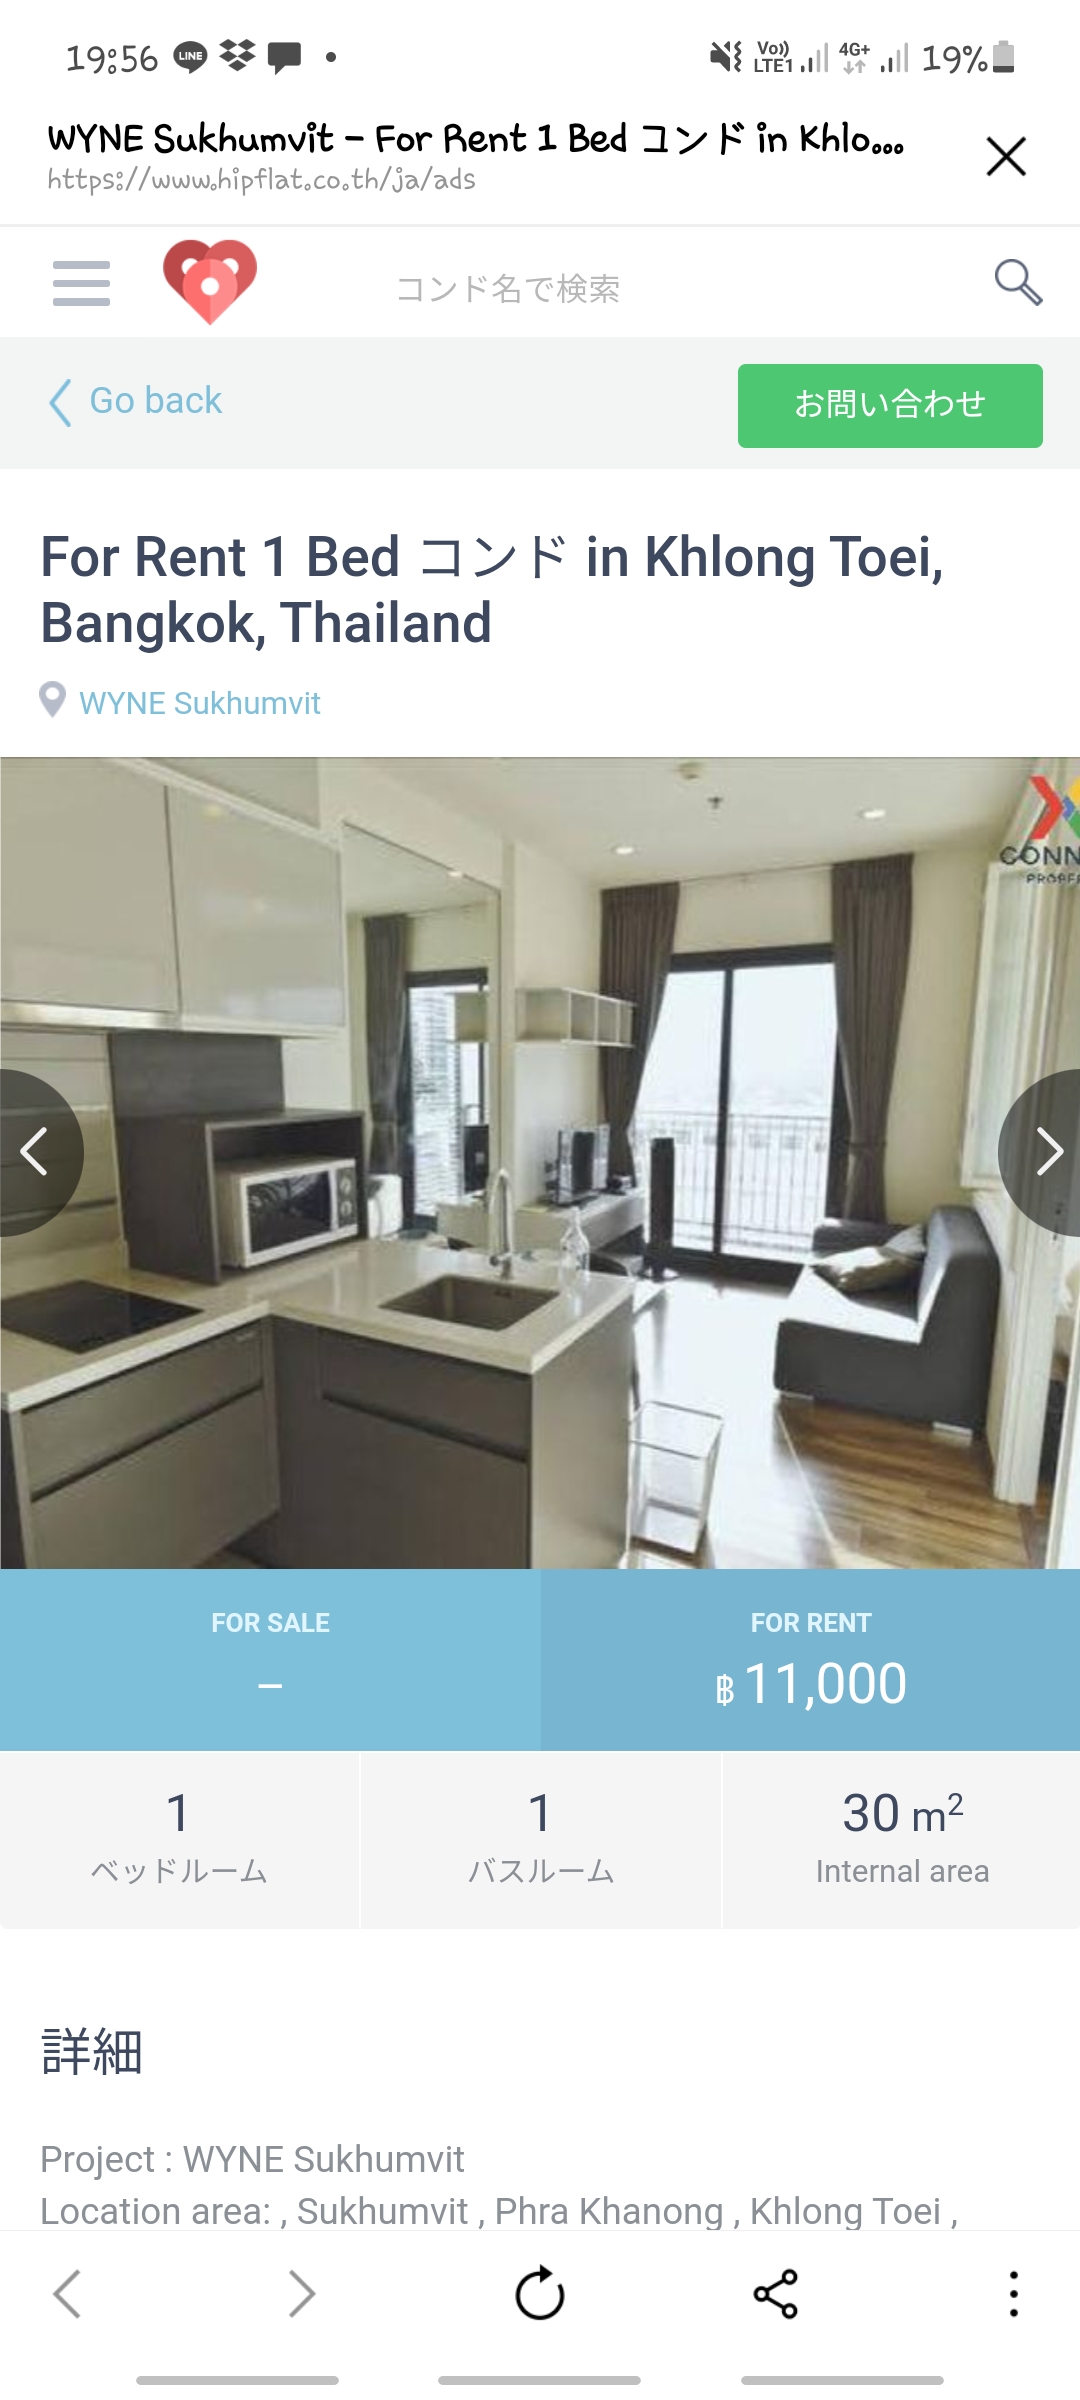 19:56 LINE Vo)) LTE1 4G+ 19%
WYNE Sukhumvit - For Rent 1 Bed コンド in Khlo...
https://www.hipflat.co.th/ja/ads
コンド名で検索
Go back
お問い合わせ
For Rent 1 Bed コンド in Khlong Toei,
Bangkok, Thailand
WYNE Sukhumvit
CONN
PROPE
FOR SALE
–
FOR RENT
฿ 11,000
1
ベッドルーム
1
バスルーム
30 m²
Internal area
詳細
Project : WYNE Sukhumvit
Location area: , Sukhumvit , Phra Khanong , Khlong Toei ,